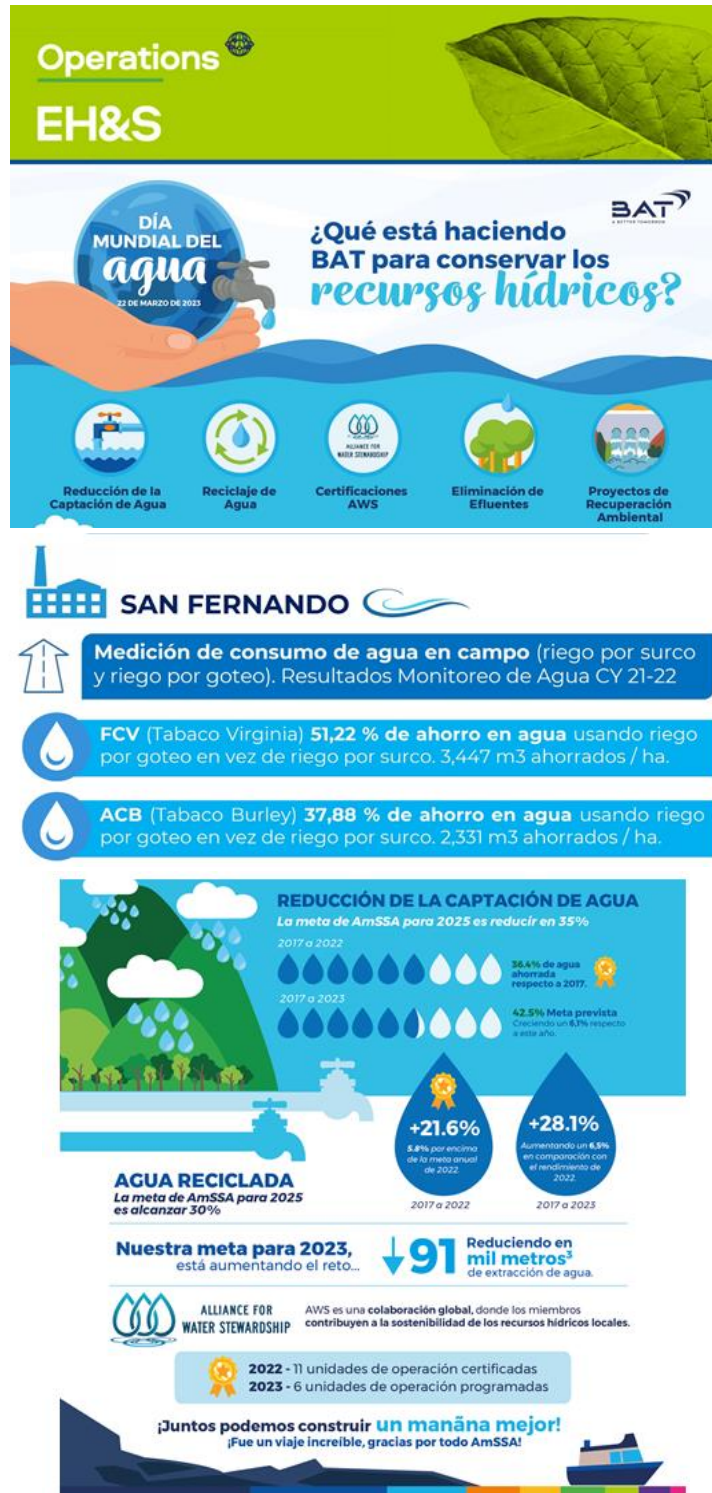 Operations
EH&S
DÍA
MUNDIAL DEL
agua
22 DE MARZO DE 2023
¿Qué está haciendo
BAT para conservar los
recursos hídricos?
BAT
A BETTER TOMORROW
Reducción de la
Captación de Agua
Reciclaje de
Agua
ALLIANCE FOR
WATER STEWARDSHIP
Certificaciones
AWS
Eliminación de
Efluentes
Proyectos de
Recuperación
Ambiental
SAN FERNANDO
Medición de consumo de agua en campo (riego por surco
y riego por goteo). Resultados Monitoreo de Agua CY 21-22
FCV (Tabaco Virginia) 51,22 % de ahorro en agua usando riego
por goteo en vez de riego por surco. 3,447 m3 ahorrados / ha.
ACB (Tabaco Burley) 37,88 % de ahorro en agua usando riego
por goteo en vez de riego por surco. 2,331 m3 ahorrados / ha.
REDUCCIÓN DE LA CAPTACIÓN DE AGUA
La meta de AmSSA para 2025 es reducir en 35%
2017 a 2022
36.4% de agua
ahorrada
respecto a 2017.
2017 a 2023
42.5% Meta prevista
Creciendo un 6,1% respecto
a este año.
+21.6%
5.8% por encima
de la meta anual
de 2022.
2017 a 2022
+28.1%
Aumentando un 6,5%
en comparación con
el rendimiento de
2022.
2017 a 2023
AGUA RECICLADA
La meta de AmSSA para 2025
es alcanzar 30%
Nuestra meta para 2023,
está aumentando el reto...
91
Reduciendo en
mil metros³
de extracción de agua.
ALLIANCE FOR
WATER STEWARDSHIP
AWS es una colaboración global, donde los miembros
contribuyen a la sostenibilidad de los recursos hídricos locales.
2022 - 11 unidades de operación certificadas
2023 - 6 unidades de operación programadas
¡Juntos podemos construir un manãna mejor!
¡Fue un viaje increíble, gracias por todo AmSSA!